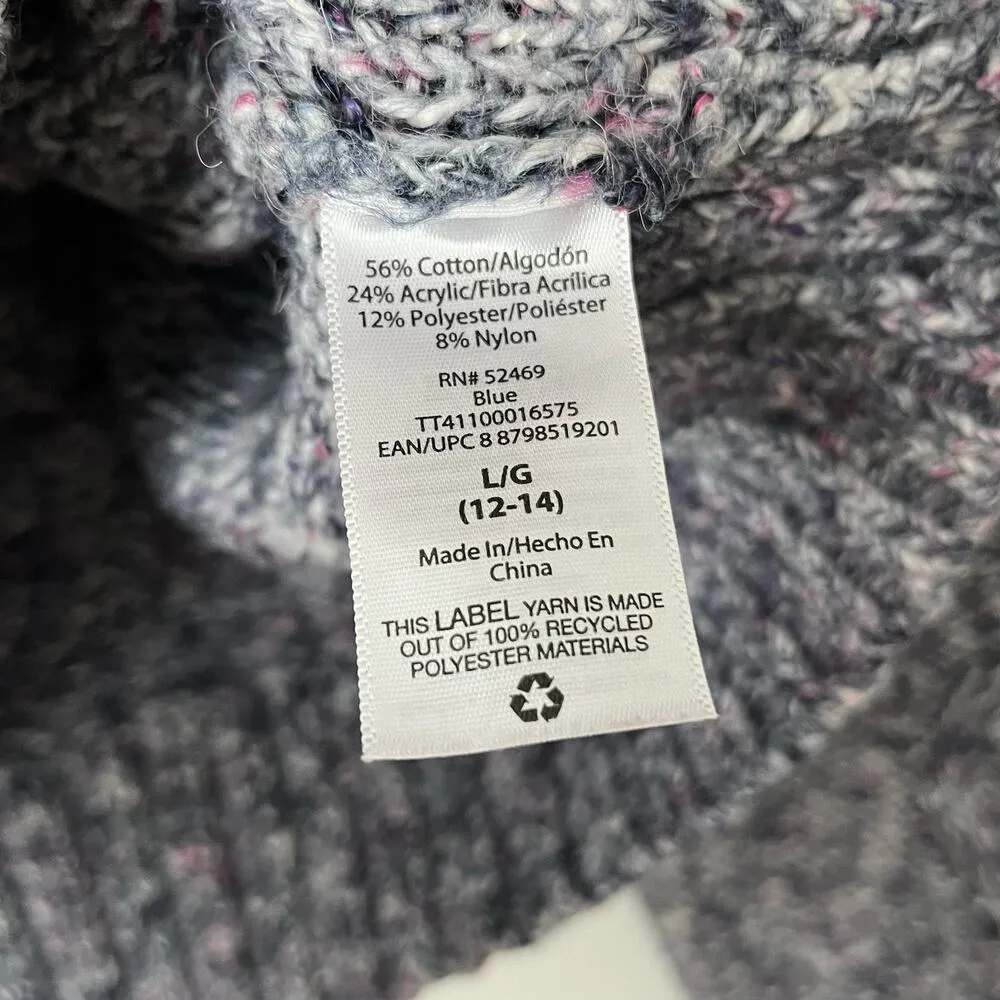 56% Cotton/Algodón
24% Acrylic/Fibra Acrílica
12% Polyester/Poliéster
8% Nylon
RN# 52469
Blue
TT41100016575
EAN/UPC 8 8798519201
L/G
(12-14)
Made In/Hecho En
China
THIS LABEL YARN IS MADE
OUT OF 100% RECYCLED
POLYESTER MATERIALS